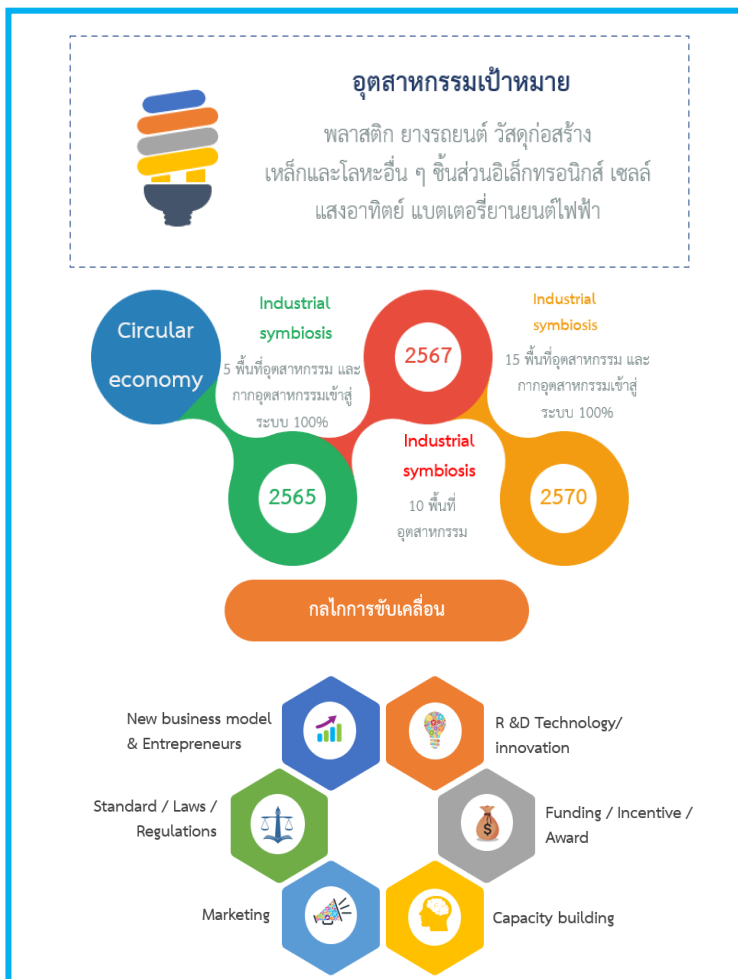 อุตสาหกรรมเป้าหมาย
พลาสติก ยางรถยนต์ วัสดุก่อสร้าง
เหล็กและโลหะอื่น ๆ ชิ้นส่วนอิเล็กทรอนิกส์ เซลล์
แสงอาทิตย์ แบตเตอรี่ยานยนต์ไฟฟ้า
Circular
economy
Industrial
symbiosis
5 พื้นที่อุตสาหกรรม และ
กากอุตสาหกรรมเข้าสู่
ระบบ 100%
2565
2567
Industrial
symbiosis
10 พื้นที่
อุตสาหกรรม
Industrial
symbiosis
15 พื้นที่อุตสาหกรรม และ
กากอุตสาหกรรมเข้าสู่
ระบบ 100%
2570
กลไกการขับเคลื่อน
New business model
& Entrepreneurs
R &D Technology/
innovation
Standard / Laws /
Regulations
Funding / Incentive /
Award
$
Marketing
Capacity building